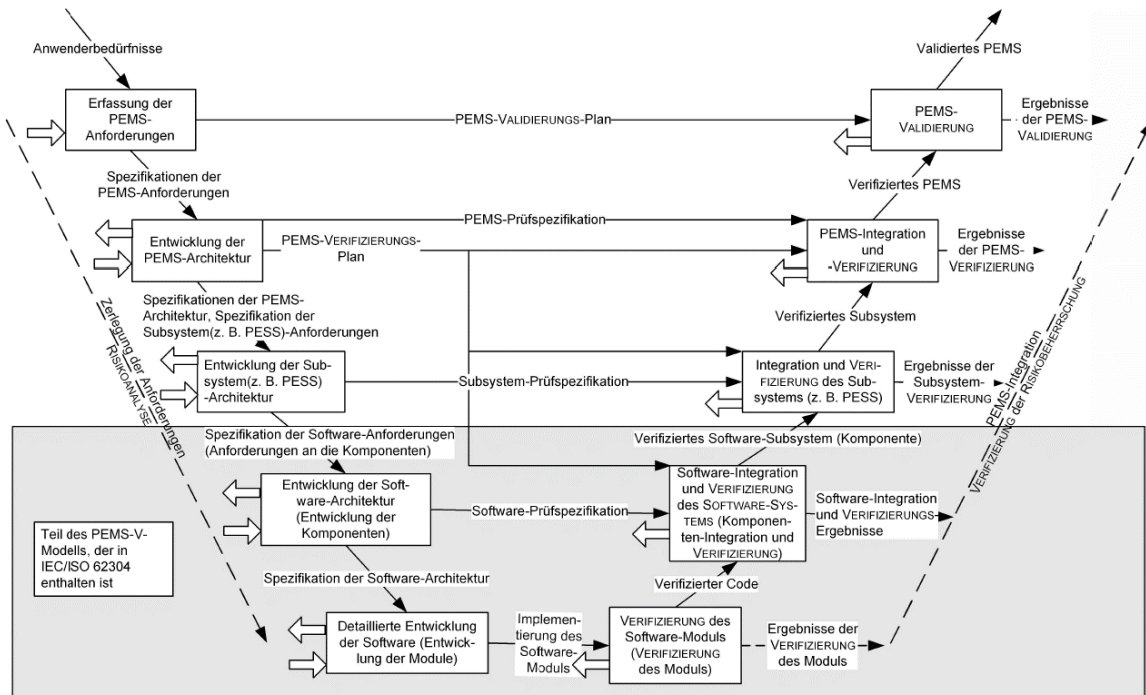 Anwenderbedürfnisse
Validiertes PEMS
Erfassung der
PEMS-
Anforderungen
PEMS-VALIDIERUNGS-Plan
PEMS-
VALIDIERUNG
Ergebnisse
der PEMS-
VALIDIERUNG
Spezifikationen der
PEMS-Anforderungen
Verifiziertes PEMS
Entwicklung der
PEMS-Architektur
PEMS-Prüfspezifikation
PEMS-VERIFIZIERUNGS-
Plan
PEMS-Integration
und
-VERIFIZIERUNG
Ergebnisse
der PEMS-
VERIFIZIERUNG
Spezifikationen der PEMS-
Architektur, Spezifikation der
Subsystem(z. B. PESS)-Anforderungen
Verifiziertes Subsystem
Zerlegung der Anforderungen
RISIKOANALYSE
PEMS-Integration
VERIFIZIERUNG der RISIKOBEHERRSCHUNG
Entwicklung der Sub-
system(z. B. PESS)
-Architektur
Subsystem-Prüfspezifikation
Integration und VERI-
FIZIERUNG des Sub-
systems (z. B. PESS)
Ergebnisse der
Subsystem-
VERIFIZIERUNG
Spezifikation der Software-Anforderungen
(Anforderungen an die Komponenten)
Verifiziertes Software-Subsystem (Komponente)
Entwicklung der Soft-
ware-Architektur
(Entwicklung der
Komponenten)
Software-Prüfspezifikation
Software-Integration
und VERIFIZIERUNG
des SOFTWARE-SYS-
TEMS (Kompo­nen-
ten-Integration und
VERIFIZIERUNG)
Software-Integration
und VERIFIZIERUNGS-
Ergebnisse
Teil des PEMS-V-
Modells, der in
IEC/ISO 62304
enthalten ist
Spezifikation der Software-Architektur
Verifizierter Code
Detaillierte Entwicklung
der Software (Entwick-
lung der Module)
Implemen-
tierung des
Software-
Moduls
VERIFIZIERUNG des
Software-Moduls
(VERIFIZIERUNG
des Moduls)
Ergebnisse der
VERIFIZIERUNG
des Moduls